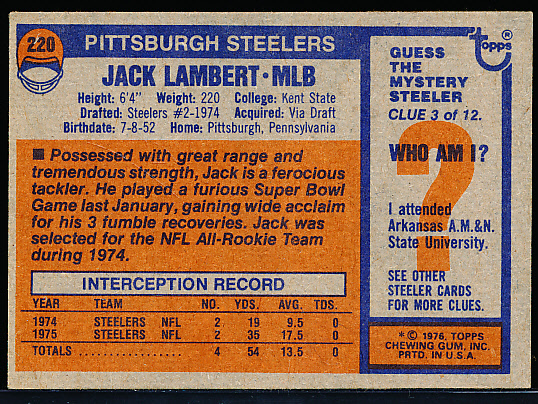 220
PITTSBURGH STEELERS
JACK LAMBERT • MLB
Height: 6'4" Weight: 220 College: Kent State
Drafted: Steelers #2-1974 Acquired: Via Draft
Birthdate: 7-8-52 Home: Pittsburgh, Pennsylvania
■ Possessed with great range and
tremendous strength, Jack is a ferocious
tackler. He played a furious Super Bowl
Game last January, gaining wide acclaim
for his 3 fumble recoveries. Jack was
selected for the NFL All-Rookie Team
during 1974.
INTERCEPTION RECORD
YEAR TEAM NO. YDS. AVG. TDS.
1974 STEELERS NFL 2 19 9.5 0
1975 STEELERS NFL 2 35 17.5 0
TOTALS ................... 4 54 13.5 0
Topps
GUESS
THE
MYSTERY
STEELER
CLUE 3 of 12.
?
WHO AM I?
I attended
Arkansas A.M.&N.
State University.
SEE OTHER
STEELER CARDS
FOR MORE CLUES.
* © 1976, TOPPS
CHEWING GUM, INC.
PRTD. IN U.S.A.